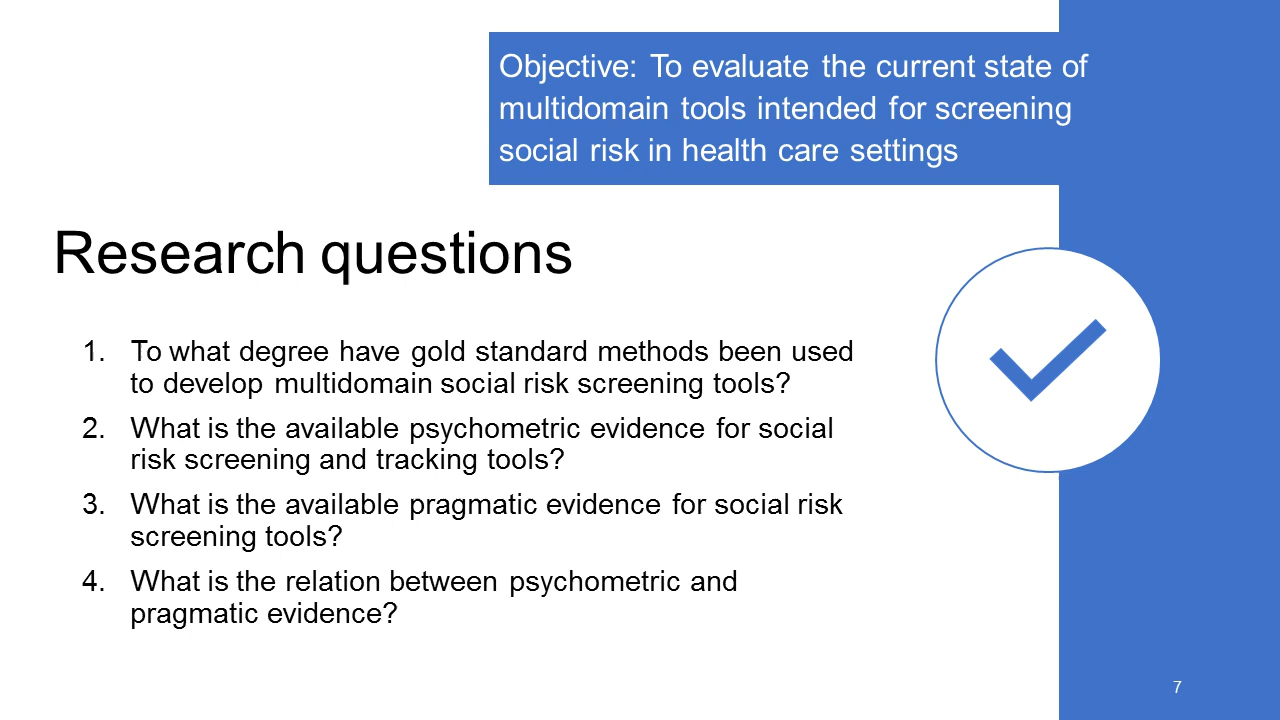 Objective: To evaluate the current state of
multidomain tools intended for screening
social risk in health care settings
Research questions
1. To what degree have gold standard methods been used
to develop multidomain social risk screening tools?
2. What is the available psychometric evidence for social
risk screening and tracking tools?
3. What is the available pragmatic evidence for social risk
screening tools?
4. What is the relation between psychometric and
pragmatic evidence?
7